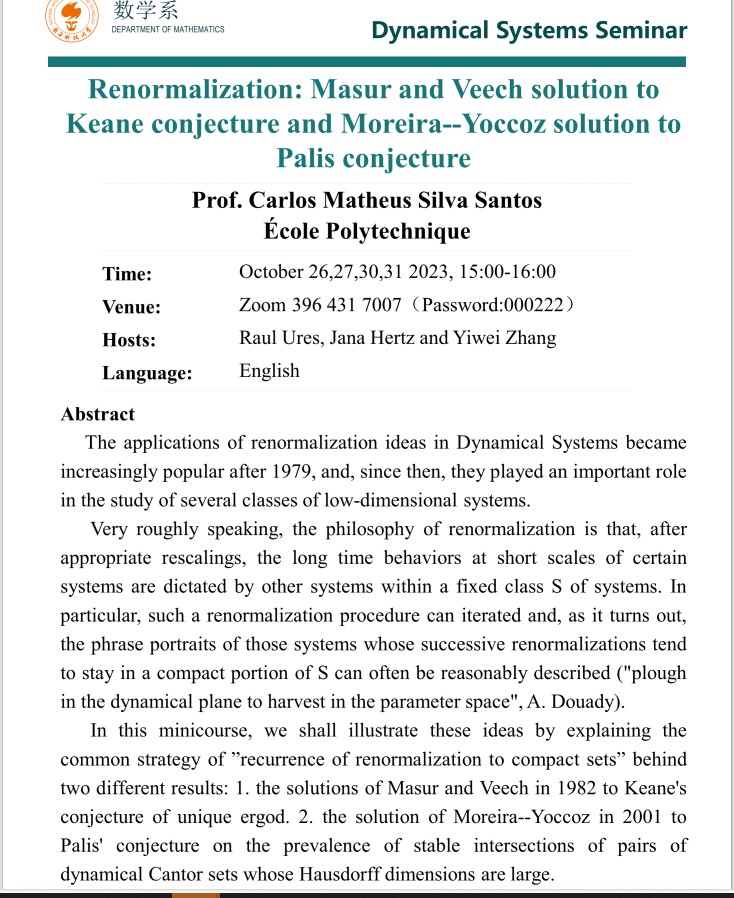 数学系
DEPARTMENT OF MATHEMATICS
Dynamical Systems Seminar
Renormalization: Masur and Veech solution to
Keane conjecture and Moreira--Yoccoz solution to
Palis conjecture
Prof. Carlos Matheus Silva Santos
École Polytechnique
Time: October 26,27,30,31 2023, 15:00-16:00
Venue: Zoom 396 431 7007（Password:000222）
Hosts: Raul Ures, Jana Hertz and Yiwei Zhang
Language: English
Abstract
The applications of renormalization ideas in Dynamical Systems became
increasingly popular after 1979, and, since then, they played an important role
in the study of several classes of low-dimensional systems.
Very roughly speaking, the philosophy of renormalization is that, after
appropriate rescalings, the long time behaviors at short scales of certain
systems are dictated by other systems within a fixed class S of systems. In
particular, such a renormalization procedure can iterated and, as it turns out,
the phrase portraits of those systems whose successive renormalizations tend
to stay in a compact portion of S can often be reasonably described ("plough
in the dynamical plane to harvest in the parameter space", A. Douady).
In this minicourse, we shall illustrate these ideas by explaining the
common strategy of ”recurrence of renormalization to compact sets” behind
two different results: 1. the solutions of Masur and Veech in 1982 to Keane's
conjecture of unique ergod. 2. the solution of Moreira--Yoccoz in 2001 to
Palis' conjecture on the prevalence of stable intersections of pairs of
dynamical Cantor sets whose Hausdorff dimensions are large.